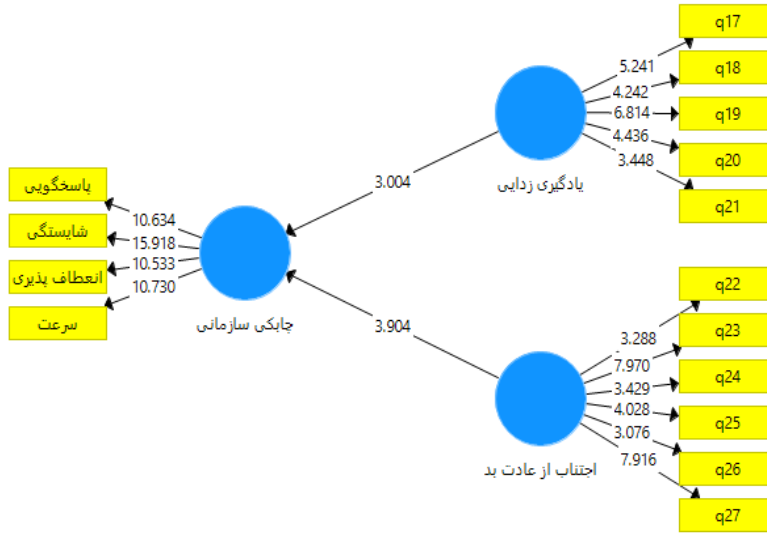 q17
5.241
q18
4.242
q19
6.814
q20
4.436
q21
3.448
یادگیری زدایی
3.004
پاسخگویی
10.634
شایستگی
15.918
انعطاف پذیری
10.533
سرعت
10.730
چابکی سازمانی
3.904
q22
3.288
q23
7.970
q24
3.429
q25
4.028
q26
3.076
q27
7.916
اجتناب از عادت بد